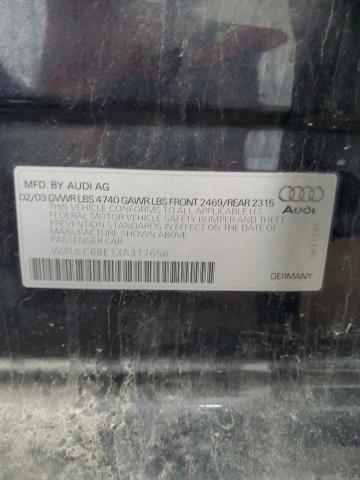 MFD. BY AUDI AG
02/03 GVWR LBS 4740 GAWR LBS FRONT 2469/REAR 2315
THIS VEHICLE CONFORMS TO ALL APPLICABLE
FEDERAL MOTOR VEHICLE SAFETY BUMPER AND THEFT
PREVENTION STANDARDS IN EFFECT ON THE DATE OF
MANUFACTURE SHOWN ABOVE.
PASSENGER CAR
WAULC68E13A317658
Audi
GERMANY